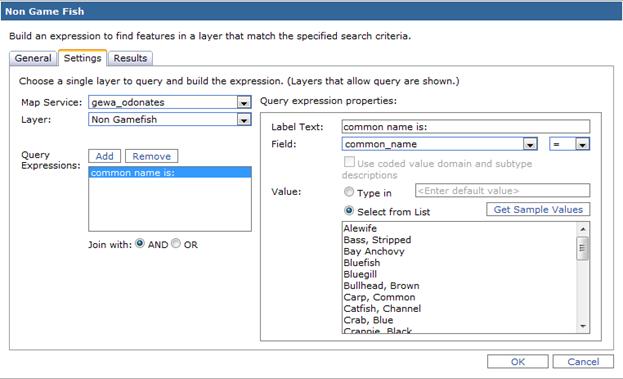 Non Game Fish
Build an expression to find features in a layer that match the specified search criteria.
General Settings Results
Choose a single layer to query and build the expression. (Layers that allow query are shown.)
Map Service: gewa_odonates
Layer: Non Gamefish
Query Expressions: Add Remove
common name is:
Join with: AND OR
Query expression properties:
Label Text: common name is:
Field: common_name =
Use coded value domain and subtype
descriptions
Value: Type in <Enter default value>
Select from List Get Sample Values
Alewife
Bass, Stripped
Bay Anchovy
Bluefish
Bluegill
Bullhead, Brown
Carp, Common
Catfish, Channel
Crab, Blue
Crappie, Black
OK Cancel